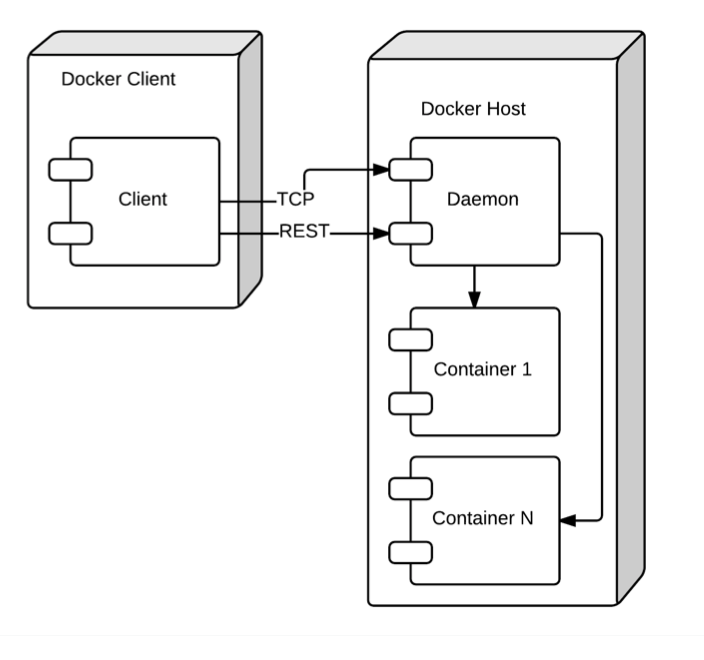 Docker Client
Client
TCP
REST
Docker Host
Daemon
Container 1
Container N